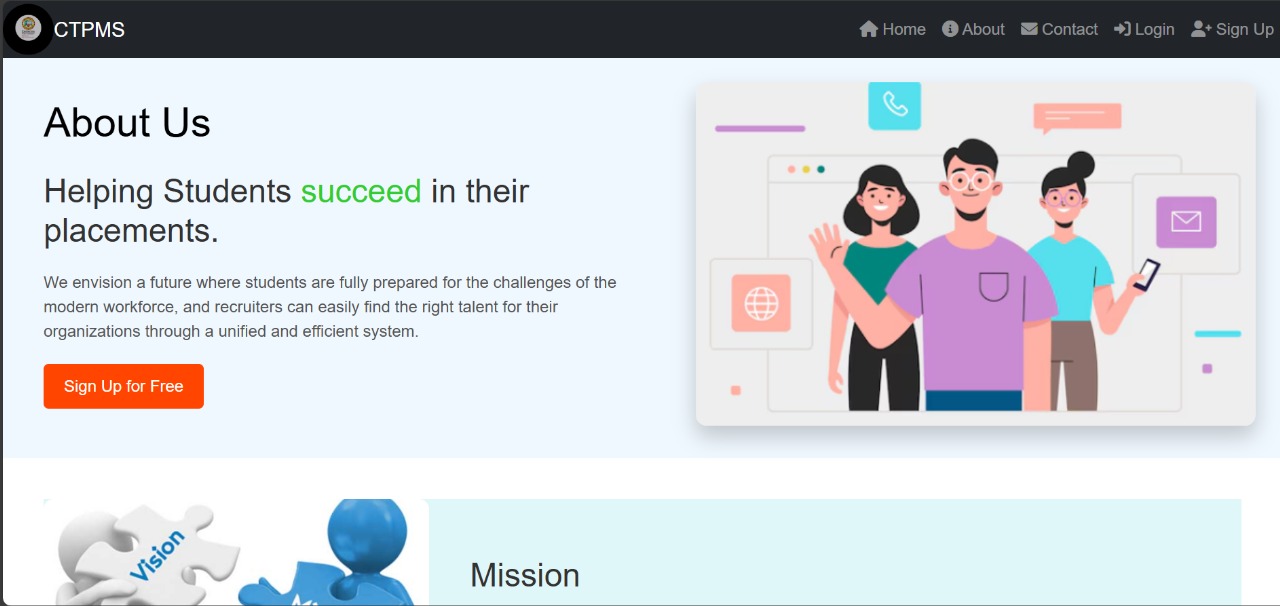 CTPMS
Home
About
Contact
Login
Sign Up
About Us
Helping Students succeed in their
placements.
We envision a future where students are fully prepared for the challenges of the
modern workforce, and recruiters can easily find the right talent for their
organizations through a unified and efficient system.
Sign Up for Free
Vision
Mission